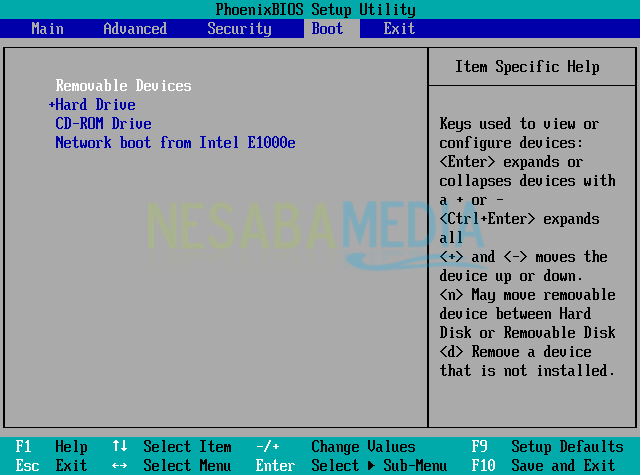 PhoenixBIOS Setup Utility
Main Advanced Security Boot Exit
Removable Devices
+Hard Drive
CD-ROM Drive
Network boot from Intel E1000e
Item Specific Help
Keys used to view or
configure devices:
<Enter> expands or
collapses devices with
a + or -
<Ctrl+Enter> expands
all
<+> and <-> moves the
device up or down.
<n> May move removable
device between Hard
Disk or Removable Disk
<d> Remove a device
that is not installed.
NESABAMEDIA
F1 Help ↑↓ Select Item -/+ Change Values F9 Setup Defaults
Esc Exit ↔ Select Menu Enter Select ▶ Sub-Menu F10 Save and Exit